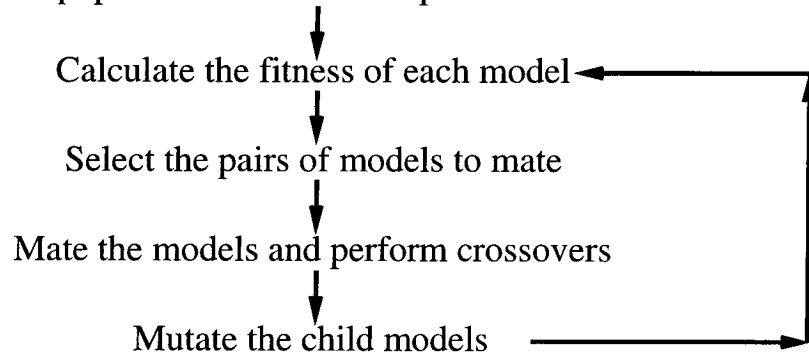 Calculate the fitness of each model
Select the pairs of models to mate
Mate the models and perform crossovers
Mutate the child models